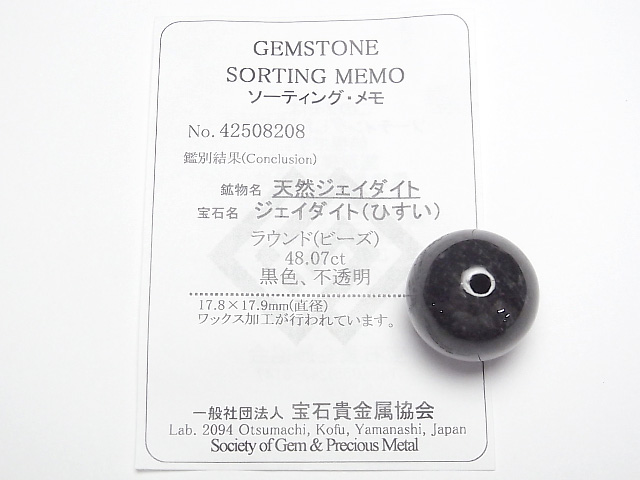 GEMSTONE
SORTING MEMO
ソーティング・メモ
No. 42508208
鑑別結果(Conclusion)
鉱物名 天然ジェイダイト
宝石名 ジェイダイト(ひすい)
ラウンド(ビーズ)
48.07ct
黒色、不透明
17.8×17.9mm(直径)
ワックス加工が行われています。
一般社団法人 宝石貴金属協会
Lab. 2094 Otsumachi, Kofu, Yamanashi, Japan
Society of Gem & Precious Metal